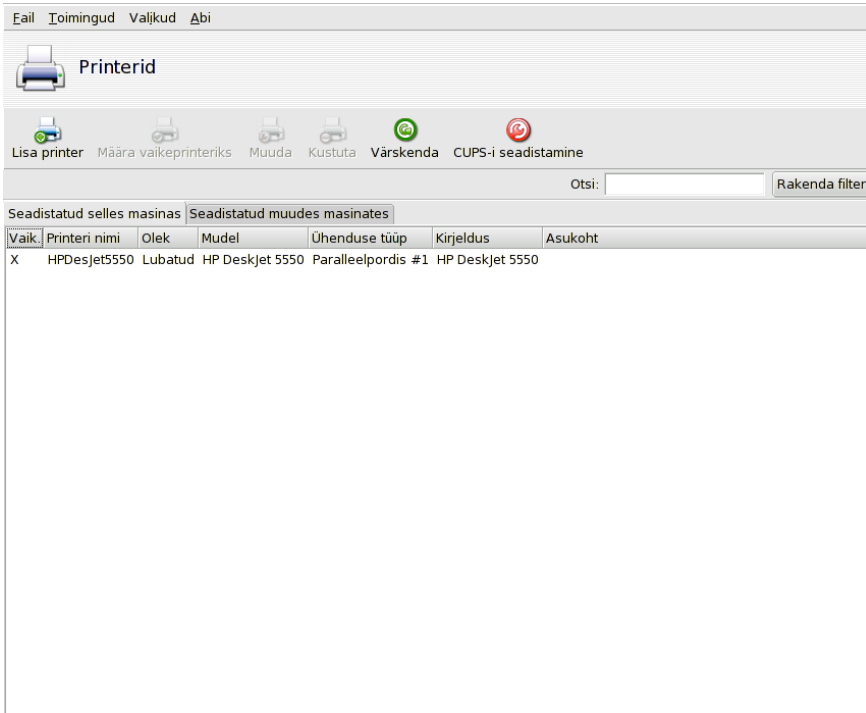 Fail Toimingud Valikud Abi
Printerid
Lisa printer Määra vaikeprinteriks Muuda Kustuta Värskenda CUPS-i seadistamine
Otsi: Rakenda filter
Seadistatud selles masinas Seadistatud muudes masinates
Vaik. Printeri nimi Olek Mudel Ühenduse tüüp Kirjeldus Asukoht
X HPDesJet5550 Lubatud HP DeskJet 5550 Paralleelpordis #1 HP DeskJet 5550